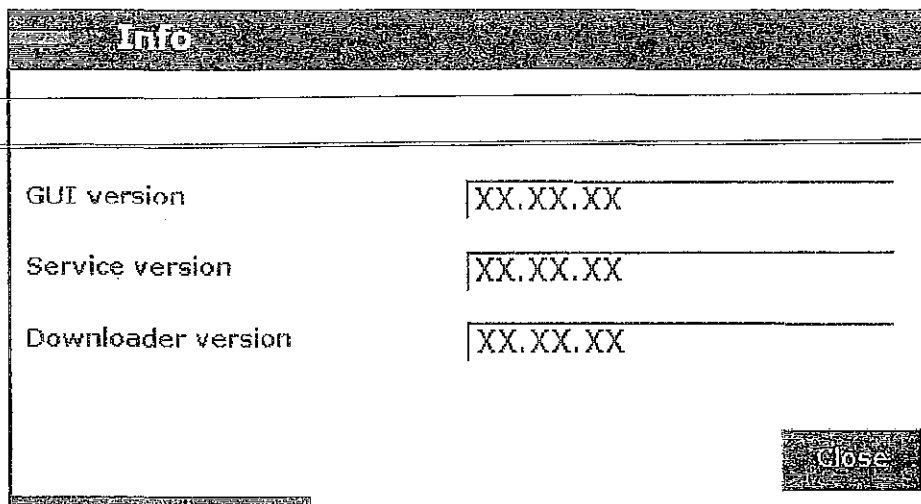 Info
GUI version XX.XX.XX
Service version XX.XX.XX
Downloader version XX.XX.XX
Close